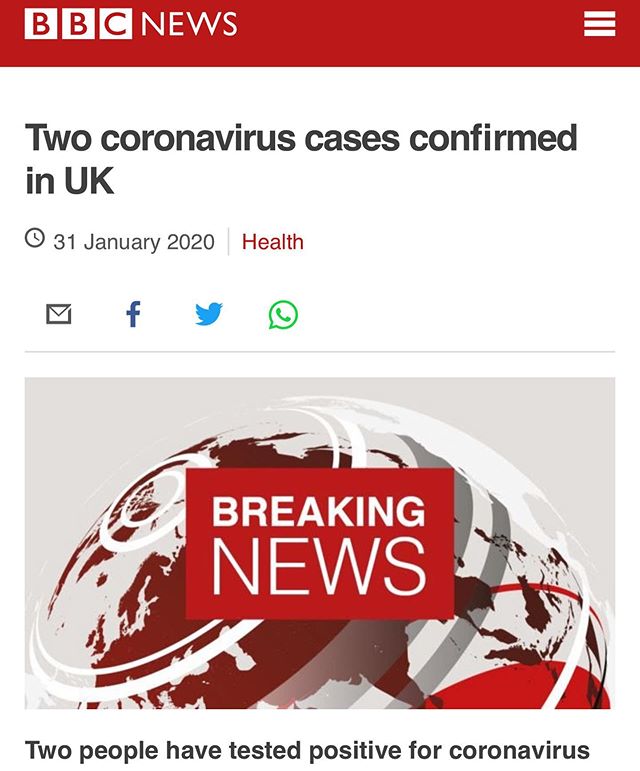 BBC NEWS
Two coronavirus cases confirmed
in UK
31 January 2020 Health
BREAKING
NEWS
Two people have tested positive for coronavirus